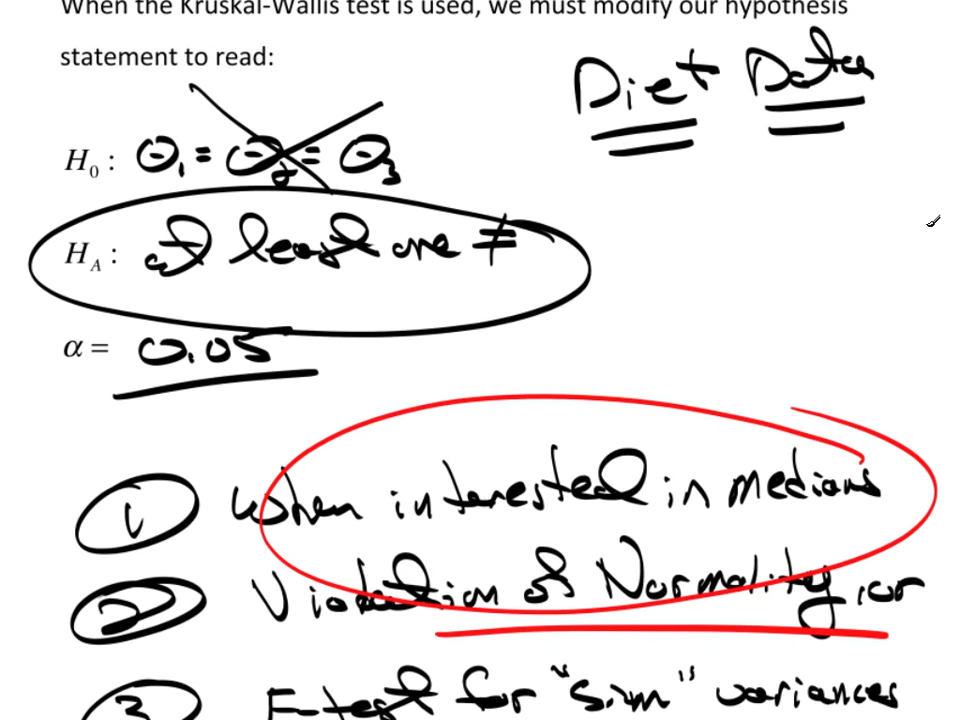 When the Kruskal-Wallis test is used, we must modify our hypothesis
statement to read:
Diet Data
H₀: Θ₁ = Θ₂ = Θ₃
H_A: at least one ≠
α = 0.05
① When interested in medians
② Violation of Normality, or
③ F-test for "sim" variances